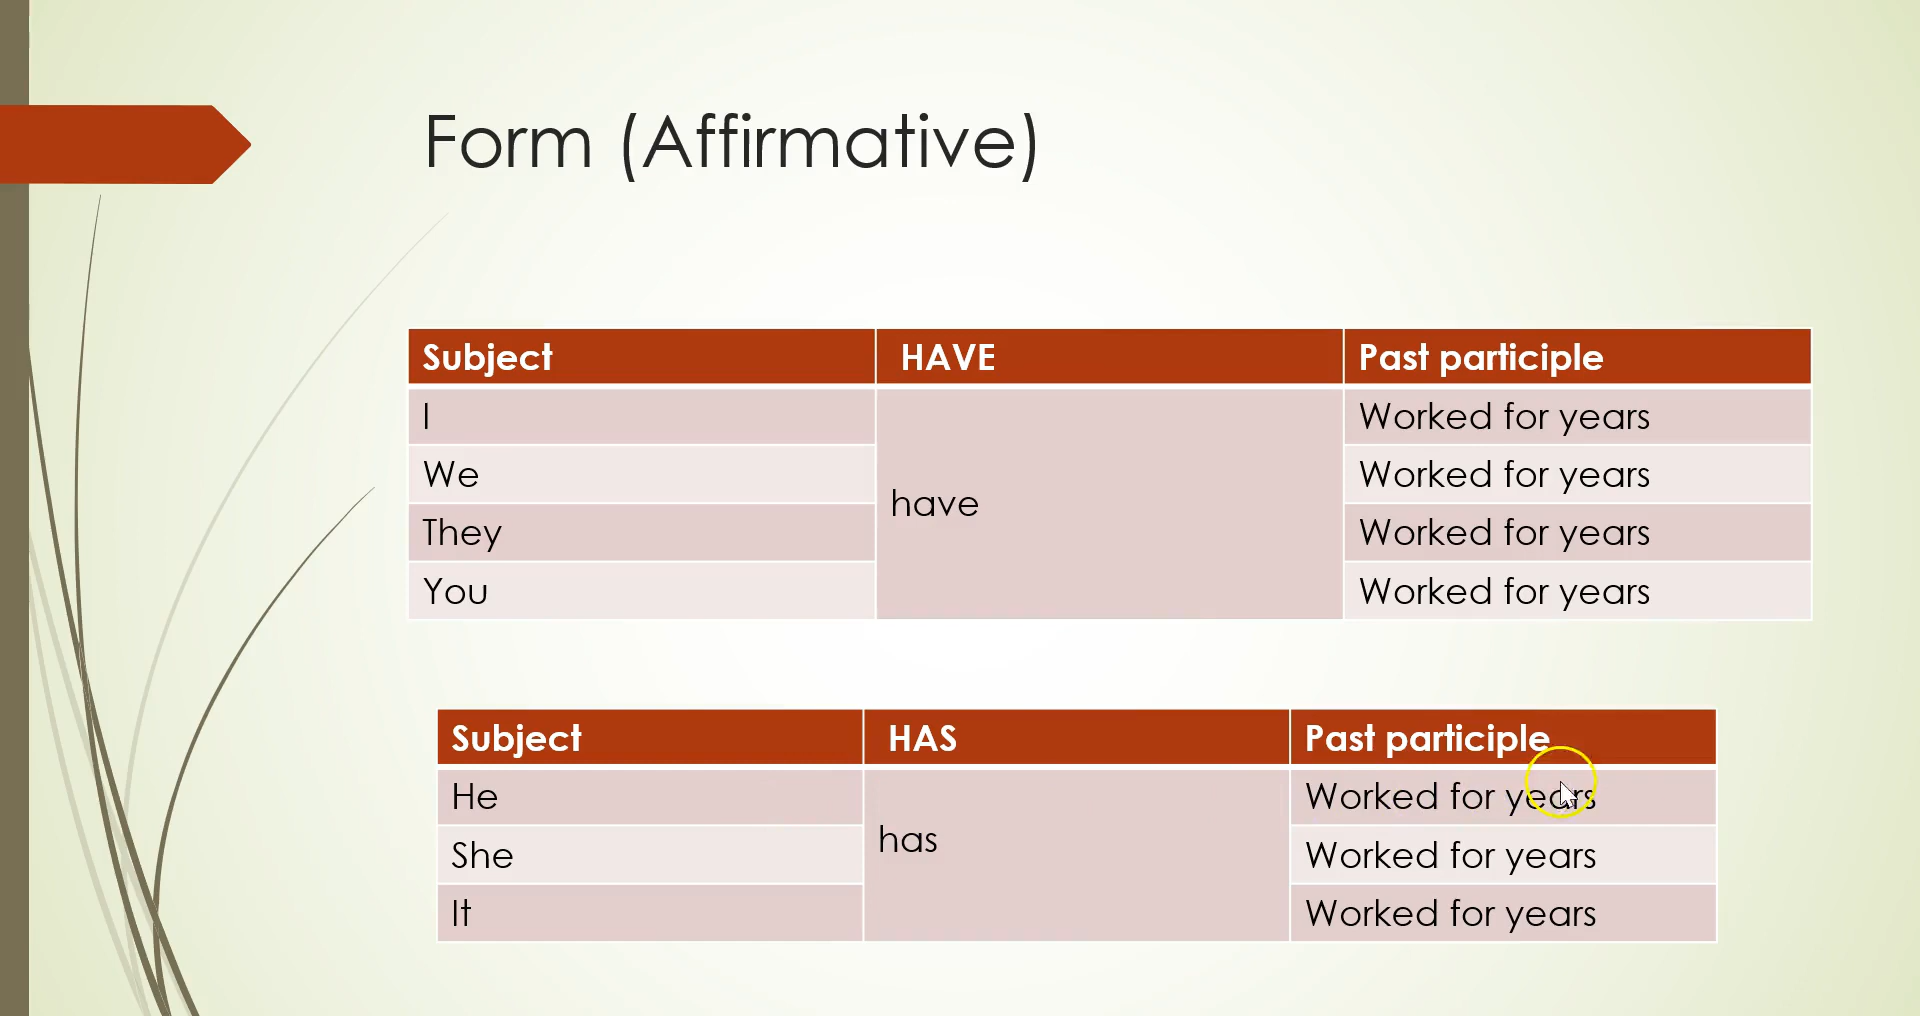 Form (Affirmative)
Subject HAVE Past participle
I Worked for years
We Worked for years
have
They Worked for years
You Worked for years
Subject HAS Past participle
He Worked for years
has
She Worked for years
It Worked for years